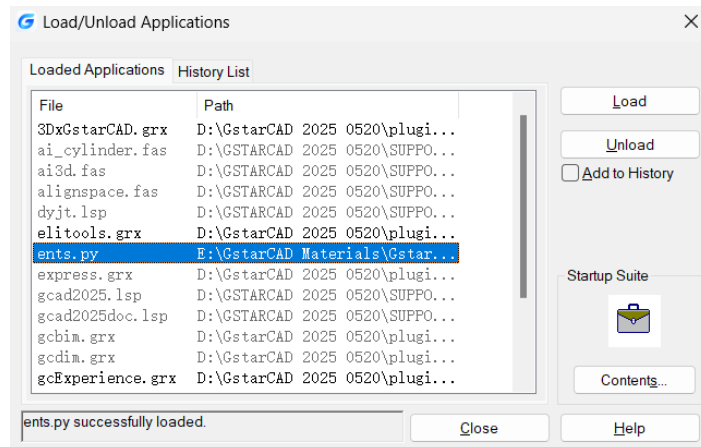 Load/Unload Applications
Loaded Applications History List
File Path
3DxGstarCAD.grx D:\GstarCAD 2025 0520\plugi...
ai_cylinder.fas D:\GSTARCAD 2025 0520\SUPPO...
ai3d.fas D:\GSTARCAD 2025 0520\SUPPO...
alignspace.fas D:\GSTARCAD 2025 0520\SUPPO...
dyjt.lsp D:\GSTARCAD 2025 0520\SUPPO...
elitools.grx D:\GstarCAD 2025 0520\plugi...
ents.py E:\GstarCAD Materials\Gstar...
express.grx D:\GstarCAD 2025 0520\plugi...
gcad2025.lsp D:\GSTARCAD 2025 0520\SUPPO...
gcad2025doc.lsp D:\GSTARCAD 2025 0520\SUPPO...
gcbim.grx D:\GstarCAD 2025 0520\plugi...
gcdim.grx D:\GstarCAD 2025 0520\plugi...
gcExperience.grx D:\GstarCAD 2025 0520\plugi...
Load
Unload
Add to History
Startup Suite
Contents...
ents.py successfully loaded.
Close
Help